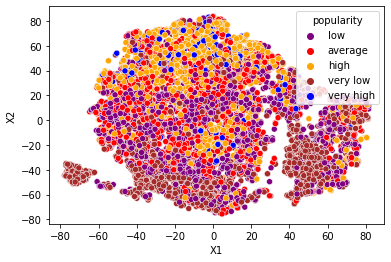 popularity
low
average
high
very low
very high
80
60
40
20
0
−20
−40
−60
−80
X2
−80 −60 −40 −20 0 20 40 60 80
X1